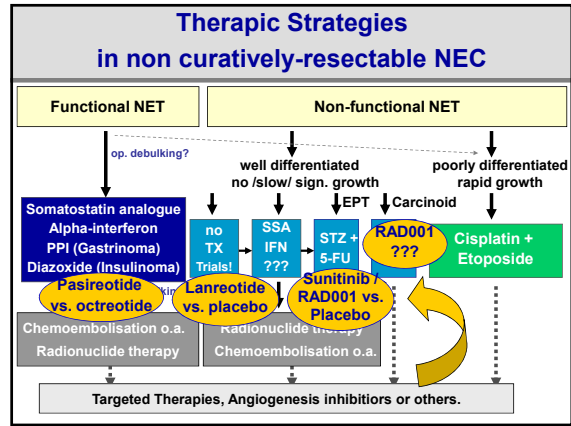 Therapic Strategies
in non curatively-resectable NEC
Functional NET
Non-functional NET
op. debulking?
well differentiated
no /slow/ sign. growth
poorly differentiated
rapid growth
EPT
Carcinoid
Somatostatin analogue
Alpha-interferon
PPI (Gastrinoma)
Diazoxide (Insulinoma)
no
TX
Trials!
SSA
IFN
???
STZ +
5-FU
RAD001
???
Cisplatin +
Etoposide
Pasireotide
vs. octreotide
Lanreotide
vs. placebo
Sunitinib /
RAD001 vs.
Placebo
Chemoembolisation o.a.
Radionuclide therapy
Radionuclide therapy
Chemoembolisation o.a.
Targeted Therapies, Angiogenesis inhibitiors or others.